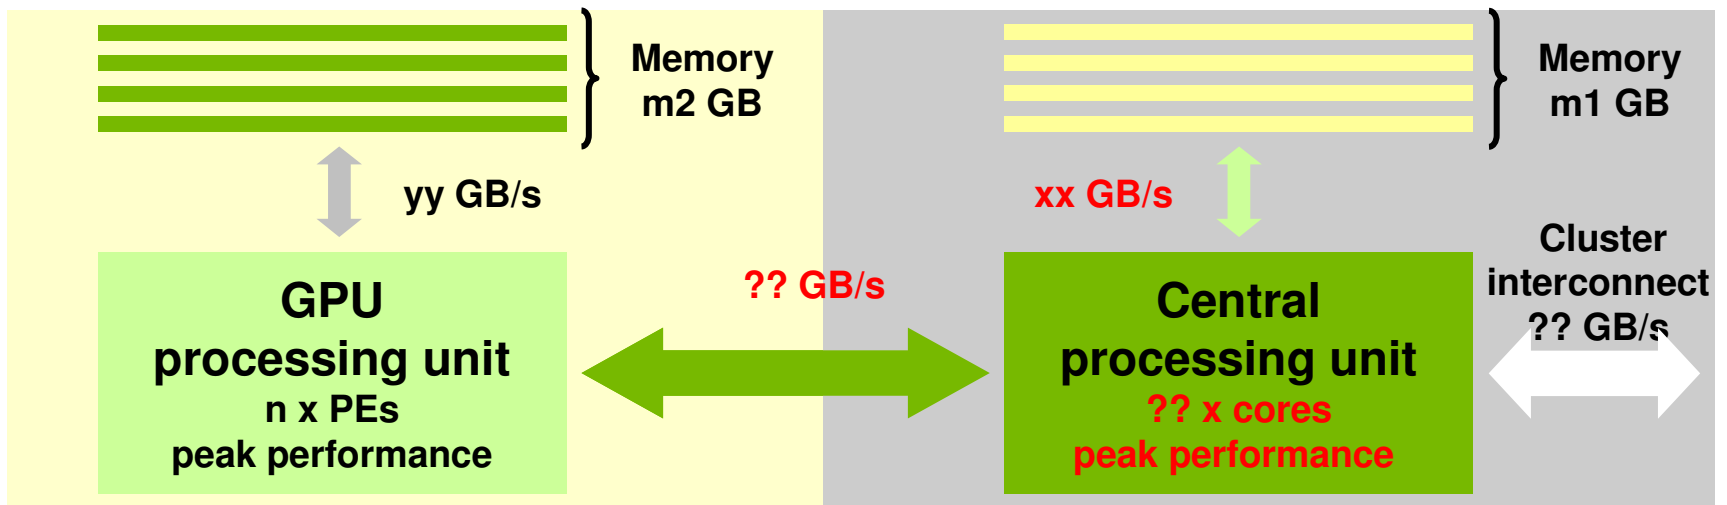 Memory
m2 GB
Memory
m1 GB
yy GB/s
xx GB/s
Cluster
interconnect
?? GB/s
?? GB/s
GPU
processing unit
n x PEs
peak performance
Central
processing unit
?? x cores
peak performance